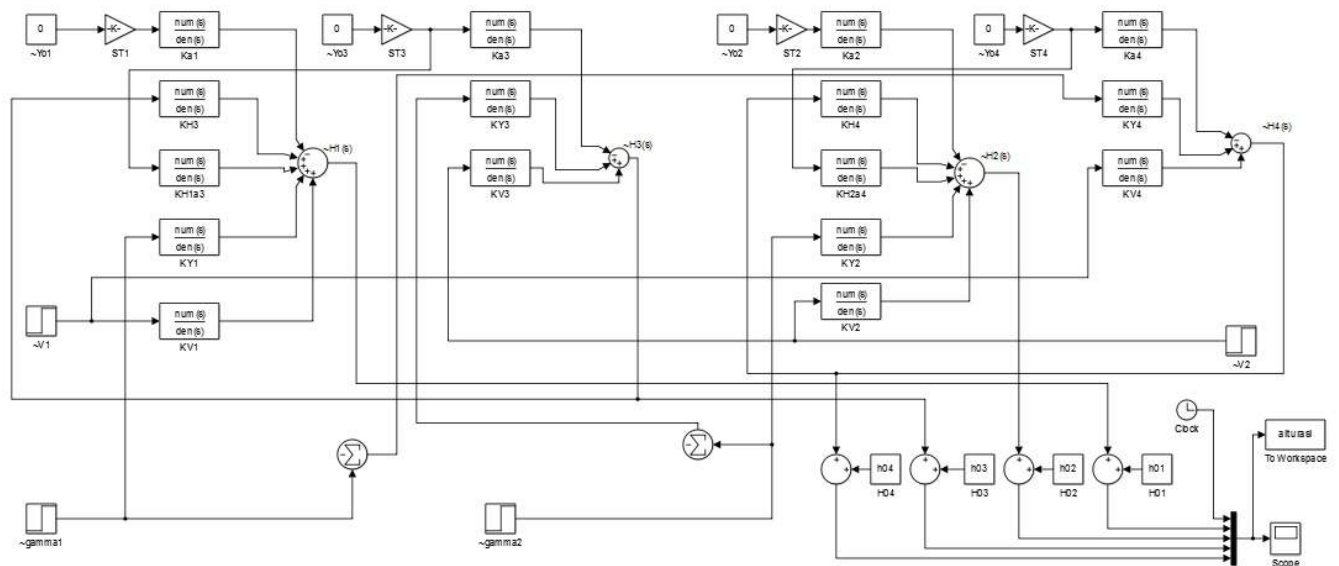 0
~Yo1
-K-
ST1
num(s)
den(s)
Ka1
0
~Yo3
-K-
ST3
num(s)
den(s)
Ka3
0
~Yo2
-K-
ST2
num(s)
den(s)
Ka2
0
~Yo4
-K-
ST4
num(s)
den(s)
Ka4
num(s)
den(s)
KH3
num(s)
den(s)
KY3
num(s)
den(s)
KH4
num(s)
den(s)
KY4
~H1(s)
~H3(s)
~H2(s)
~H4(s)
num(s)
den(s)
KH1a3
num(s)
den(s)
KV3
num(s)
den(s)
KH2a4
num(s)
den(s)
KV4
num(s)
den(s)
KY1
num(s)
den(s)
KY2
~V1
num(s)
den(s)
KV1
num(s)
den(s)
KV2
~V2
Σ
Σ
Clock
alturasl
To Workspace
h04
H04
h03
H03
h02
H02
h01
H01
~gamma1
~gamma2
Scope